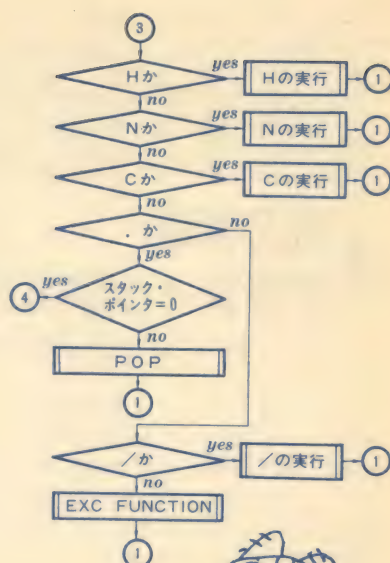 3
Hか
yes
Hの実行
1
no
Nか
yes
Nの実行
1
no
Cか
yes
Cの実行
1
no
.か
no
yes
スタック・
ポインタ=0
yes
4
no
POP
1
/か
yes
/の実行
1
no
EXC FUNCTION
1